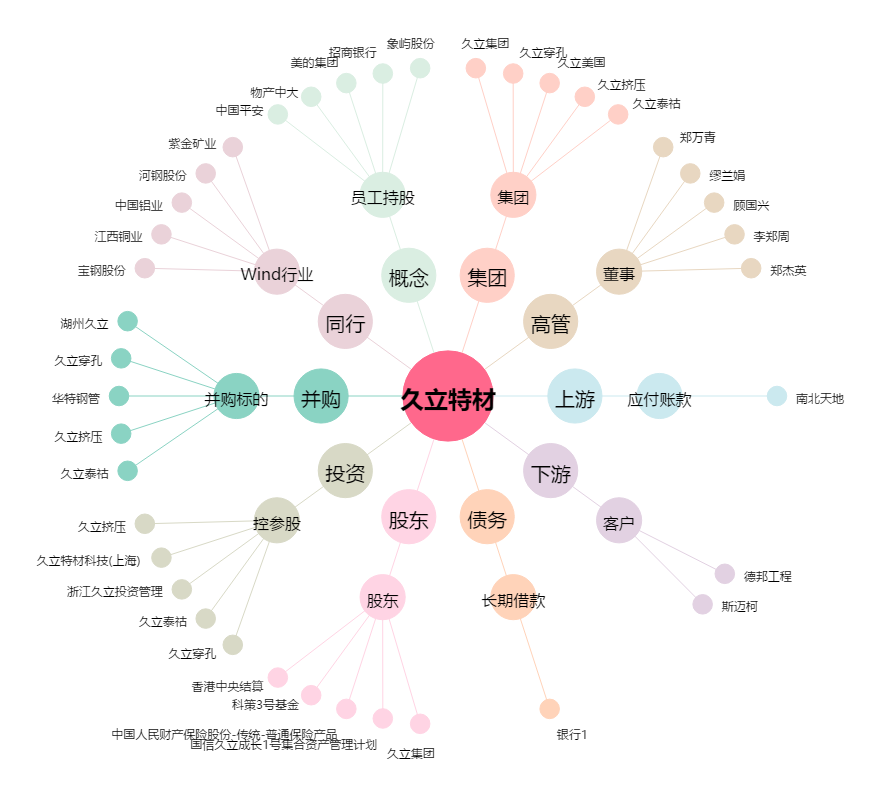 象屿股份
招商银行
美的集团
物产中大
中国平安
久立集团
久立穿孔
久立美国
久立挤压
久立泰祜
紫金矿业
河钢股份
中国铝业
江西铜业
宝钢股份
员工持股
集团
郑万青
缪兰娟
顾国兴
李郑周
郑杰英
Wind行业
概念
集团
董事
同行
高管
湖州久立
久立穿孔
华特钢管
久立挤压
久立泰祜
并购标的
并购
久立特材
上游
应付账款
南北天地
投资
下游
控参股
股东
债务
客户
久立挤压
久立特材科技(上海)
浙江久立投资管理
久立泰祜
久立穿孔
德邦工程
斯迈柯
股东
长期借款
香港中央结算
科策3号基金
中国人民财产保险股份-传统-普通保险产品
国信久立成长1号集合资产管理计划
久立集团
银行1